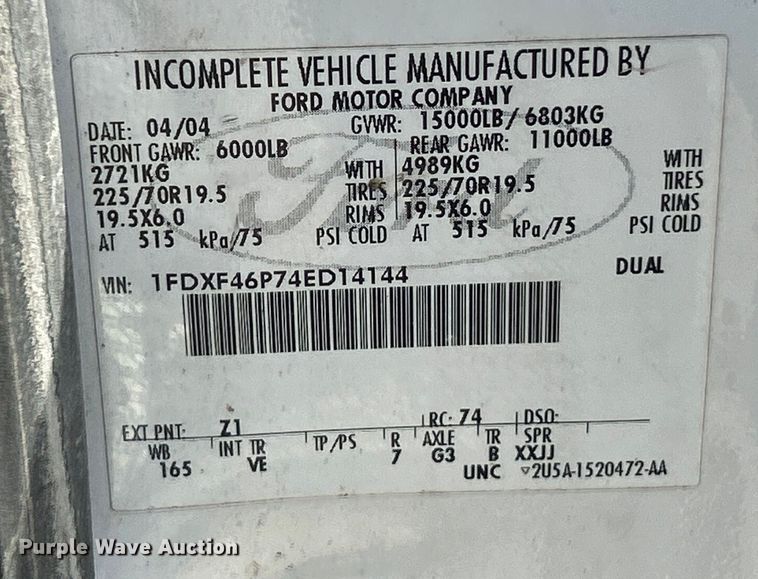 INCOMPLETE VEHICLE MANUFACTURED BY
FORD MOTOR COMPANY
DATE: 04/04 GVWR: 15000LB/ 6803KG
FRONT GAWR: 6000LB REAR GAWR: 11000LB
2721KG WITH 4989KG WITH
225/70R19.5 TIRES 225/70R19.5 TIRES
19.5X6.0 RIMS 19.5X6.0 RIMS
AT 515 kPa/75 PSI COLD AT 515 kPa/75 PSI COLD
VIN: 1FDXF46P74ED14144 DUAL
EXT PNT: Z1 RC: 74 DSO:
WB INT TR TP/PS R AXLE TR SPR
165 VE 7 G3 B XXJJ
UNC ▽2U5A-1520472-AA
Ford
Purple Wave Auction